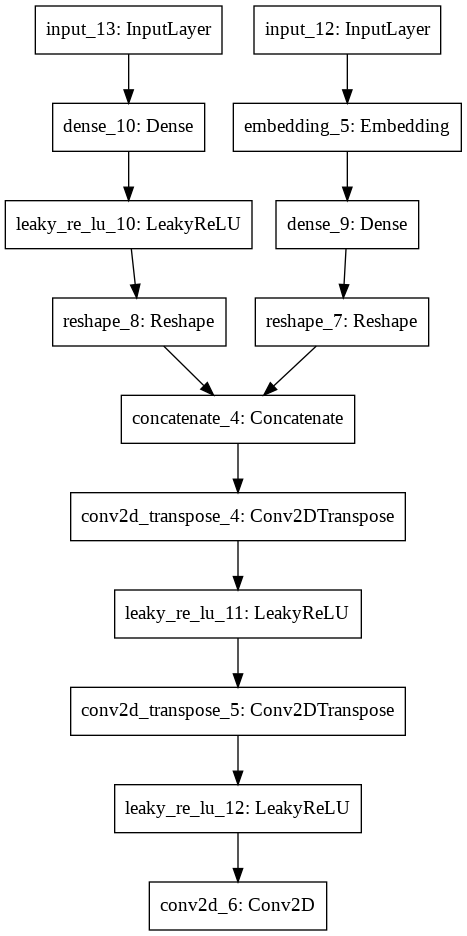 input_13: InputLayer
input_12: InputLayer
dense_10: Dense
embedding_5: Embedding
leaky_re_lu_10: LeakyReLU
dense_9: Dense
reshape_8: Reshape
reshape_7: Reshape
concatenate_4: Concatenate
conv2d_transpose_4: Conv2DTranspose
leaky_re_lu_11: LeakyReLU
conv2d_transpose_5: Conv2DTranspose
leaky_re_lu_12: LeakyReLU
conv2d_6: Conv2D